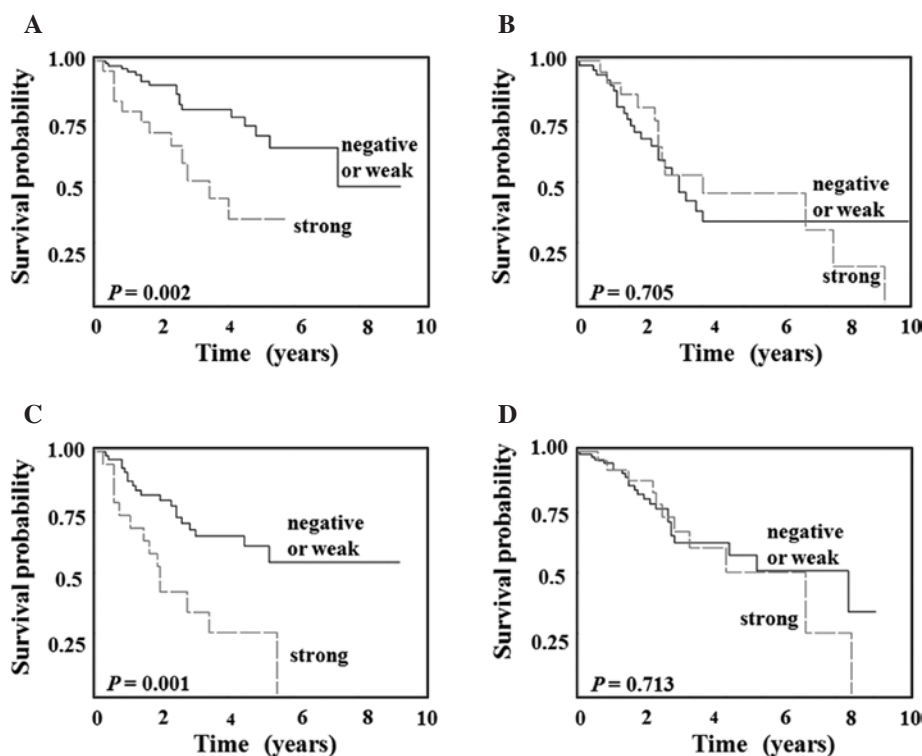 A
Survival probability
1.00
0.75
0.5
0.25
negative
or weak
strong
P = 0.002
0 2 4 6 8 10
Time (years)
B
Survival probability
1.00
0.75
0.5
0.25
negative
or weak
strong
P = 0.705
0 2 4 6 8 10
Time (years)
C
Survival probability
1.00
0.75
0.5
0.25
negative
or weak
strong
P = 0.001
0 2 4 6 8 10
Time (years)
D
Survival probability
1.00
0.75
0.5
0.25
negative
or weak
strong
P = 0.713
0 2 4 6 8 10
Time (years)